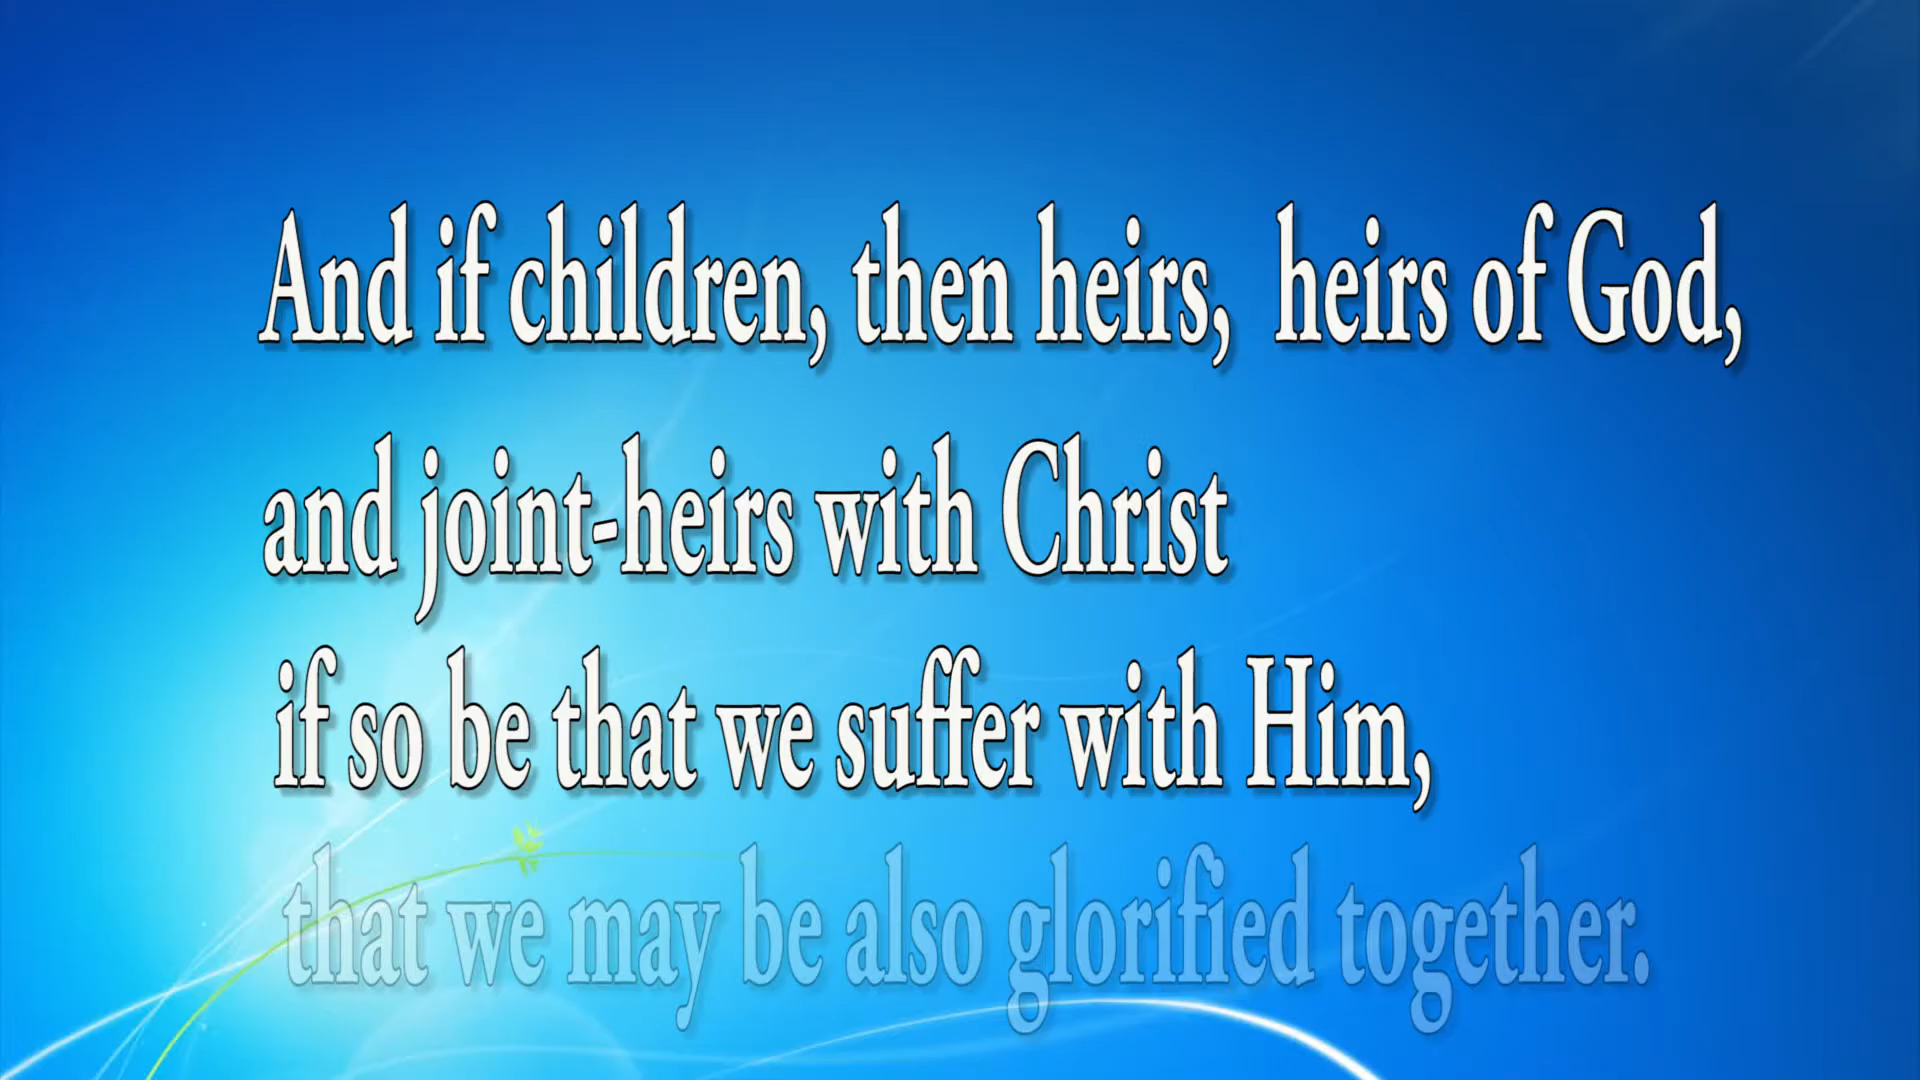 And if children, then heirs, heirs of God,
and joint-heirs with Christ
if so be that we suffer with Him,
that we may be also glorified together.